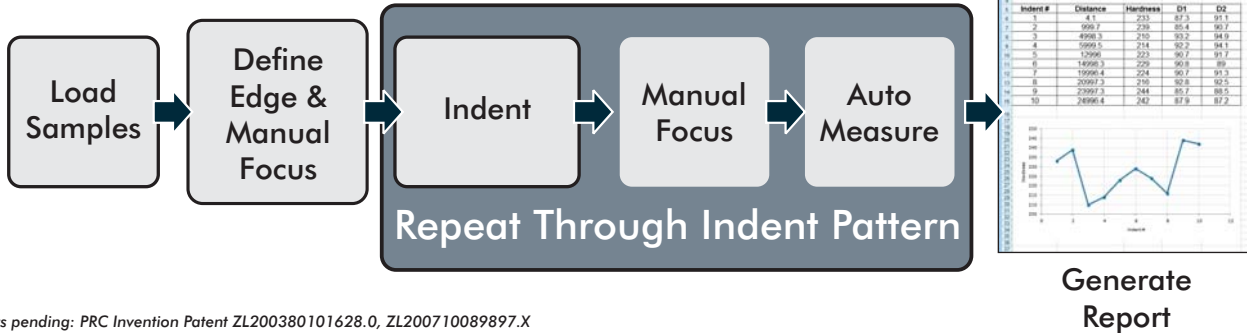 Load
Samples
Define
Edge &
Manual
Focus
Indent
Manual
Focus
Auto
Measure
Repeat Through Indent Pattern
Indent # Distance Hardness D1 D2
1 4.1 233 87.3 91.1
2 999.7 239 85.4 90.7
3 4998.3 210 93.2 94.9
4 5999.5 214 92.2 94.1
5 12996 223 90.7 91.7
6 14998.3 229 90.8 89
7 19996.4 224 90.7 91.3
8 20997.3 216 92.8 92.5
9 23997.3 244 85.7 88.5
10 24996.4 242 87.9 87.2
Generate
Report
s pending: PRC Invention Patent ZL200380101628.0, ZL200710089897.X